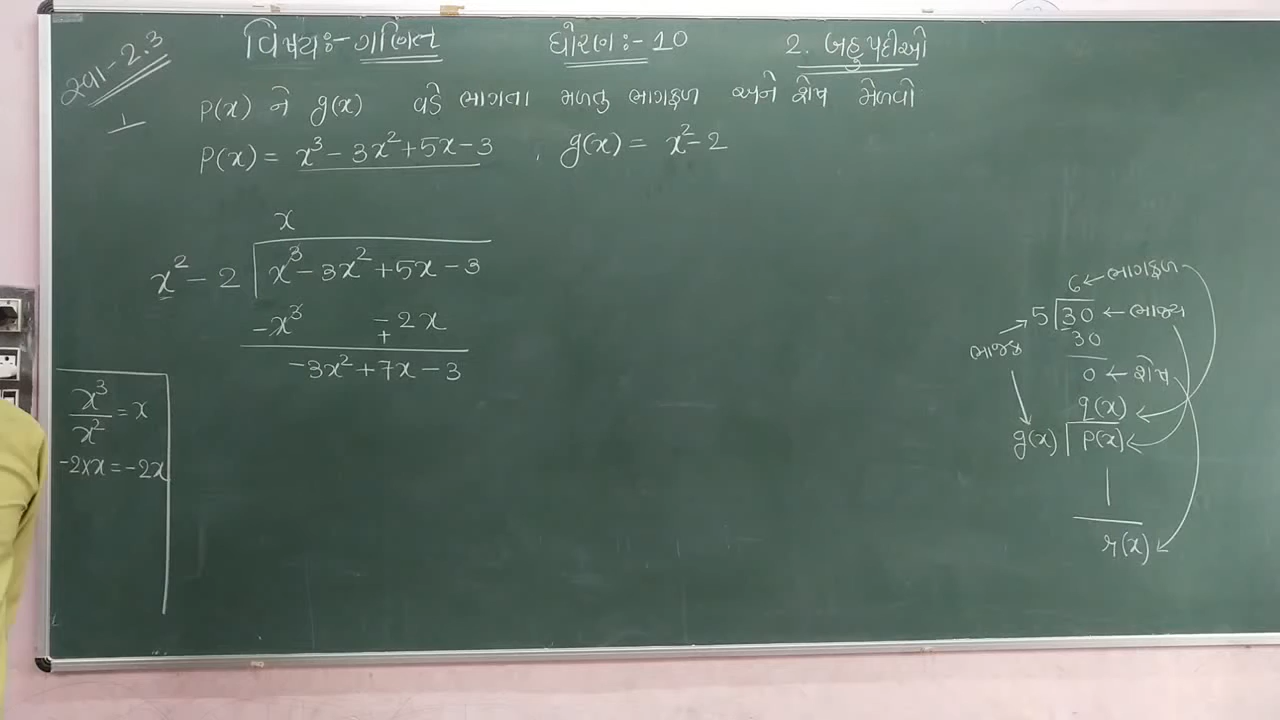 સ્વા-2.3
વિષય:- ગણિત ધોરણ:- 10 2. બહુપદીઓ
1 P(x) ને g(x) વડે ભાગતા મળતુ ભાગફળ અને શેષ મેળવો
P(x) = x³ - 3x² + 5x - 3 , g(x) = x² - 2
x
x² - 2 x³ - 3x² + 5x - 3
-x³ - 2x
+
-3x² + 7x - 3
x³/x² = x
-2×x = -2x
6 ← ભાગફળ
ભાજક → 5 30 ← ભાજ્ય
30
0 ← શેષ
q(x)
g(x) P(x)
r(x)